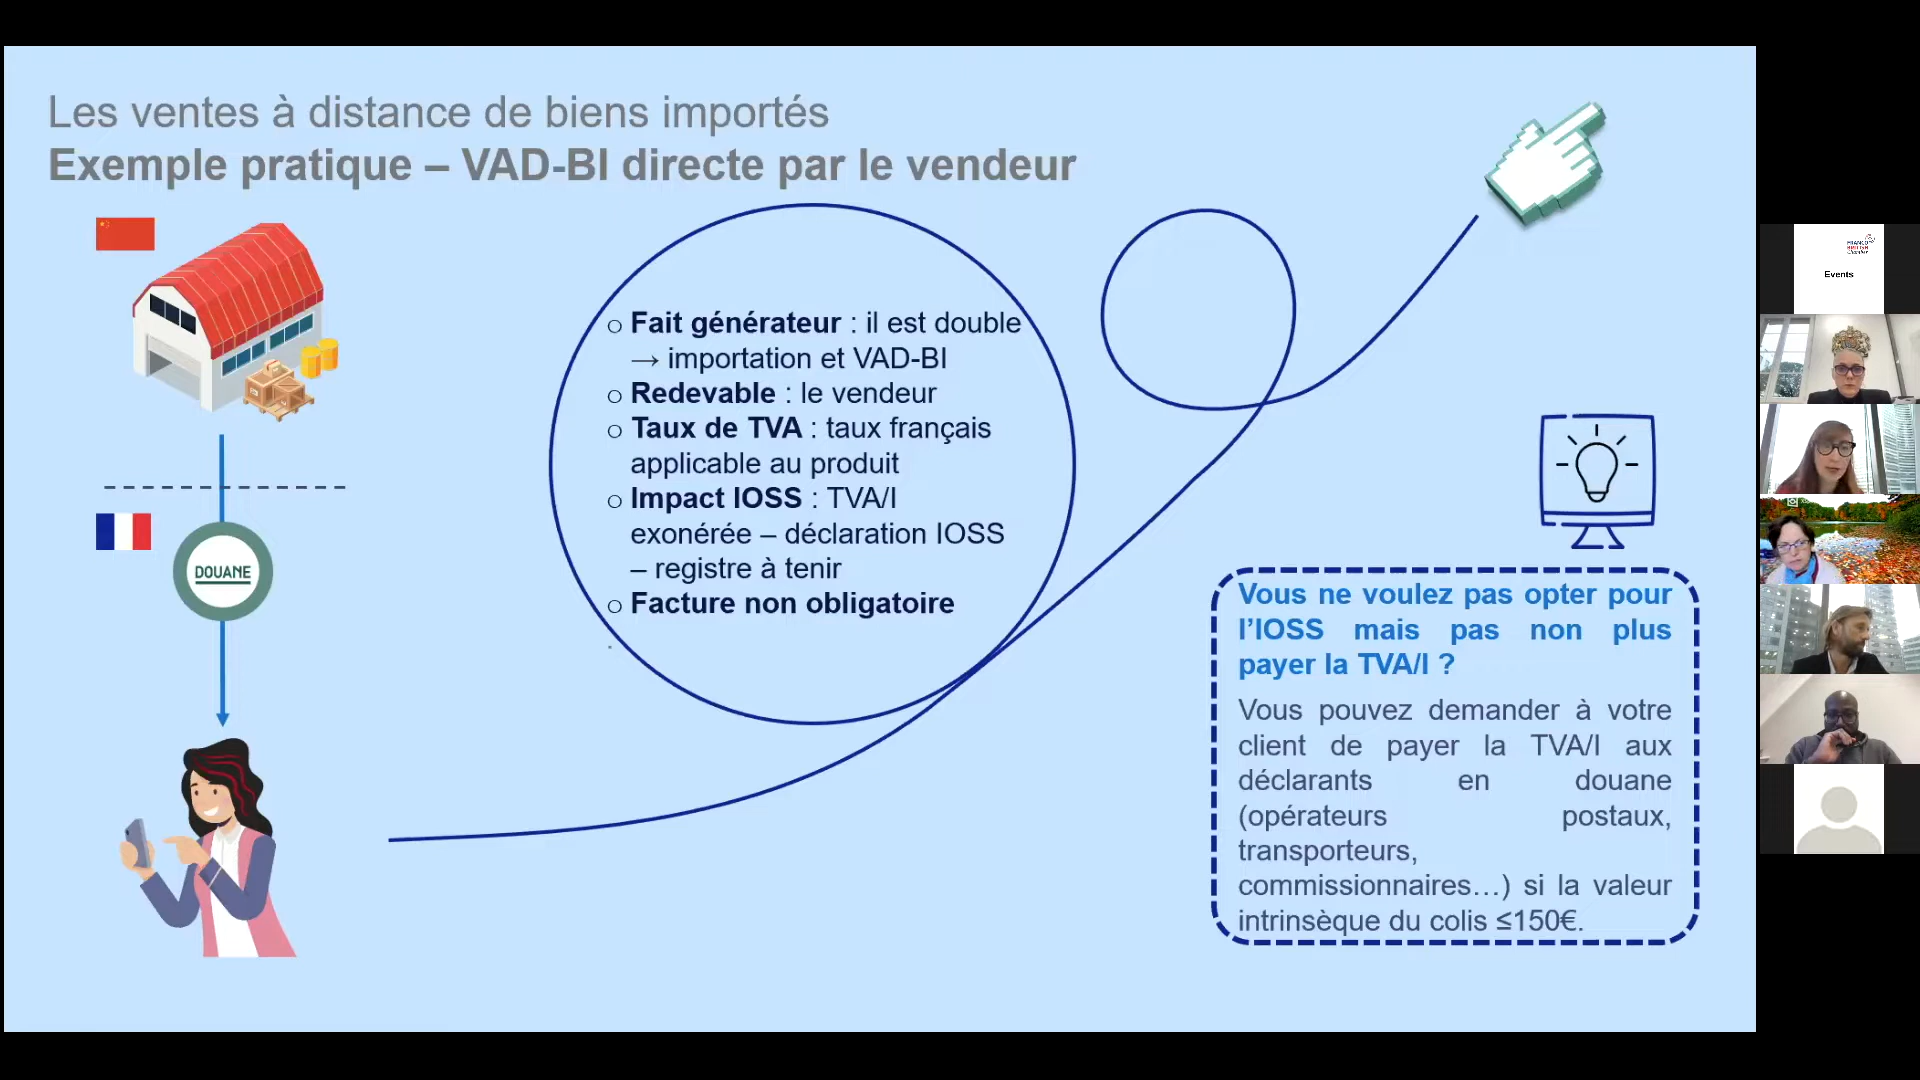 Les ventes à distance de biens importés
Exemple pratique – VAD-BI directe par le vendeur
o Fait générateur : il est double
→ importation et VAD-BI
o Redevable : le vendeur
o Taux de TVA : taux français
applicable au produit
o Impact IOSS : TVA/I
exonérée – déclaration IOSS
– registre à tenir
o Facture non obligatoire
DOUANE
Vous ne voulez pas opter pour
l’IOSS mais pas non plus
payer la TVA/I ?
Vous pouvez demander à votre
client de payer la TVA/I aux
déclarants en douane
(opérateurs postaux,
transporteurs,
commissionnaires…) si la valeur
intrinsèque du colis ≤150€.
FRANCO
BRITISH
Chamber
Events